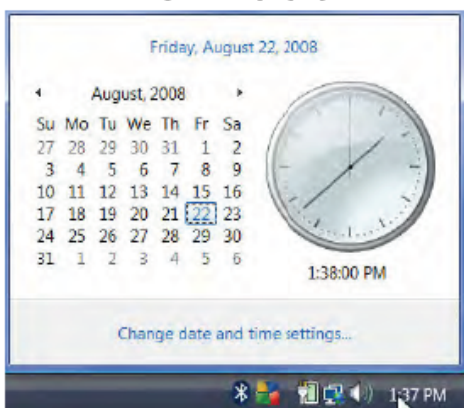 Friday, August 22, 2008
August, 2008
Su Mo Tu We Th Fr Sa
27 28 29 30 31 1 2
3 4 5 6 7 8 9
10 11 12 13 14 15 16
17 18 19 20 21 22 23
24 25 26 27 28 29 30
31 1 2 3 4 5 6
1:38:00 PM
Change date and time settings...
1:37 PM